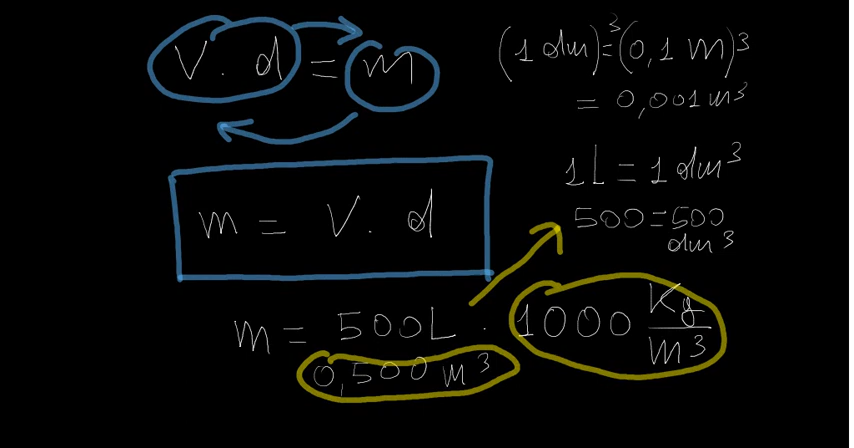 V. d = m
(1 dm)³ = (0,1 m)³
= 0,001 m³
1L = 1 dm³
500 = 500
dm³
m = V. d
m = 500L . 1000 Kg/m³
0,500 m³